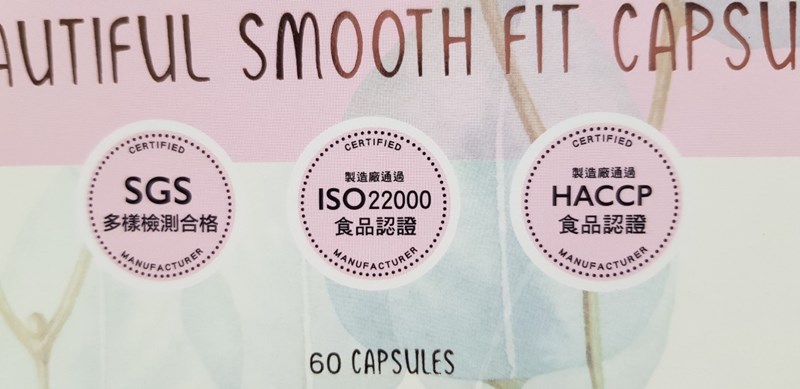 AUTIFUL SMOOTH FIT CAPSU
CERTIFIED
SGS
多樣檢測合格
MANUFACTURER
CERTIFIED
製造廠通過
ISO22000
食品認證
MANUFACTURER
CERTIFIED
製造廠通過
HACCP
食品認證
MANUFACTURER
60 CAPSULES